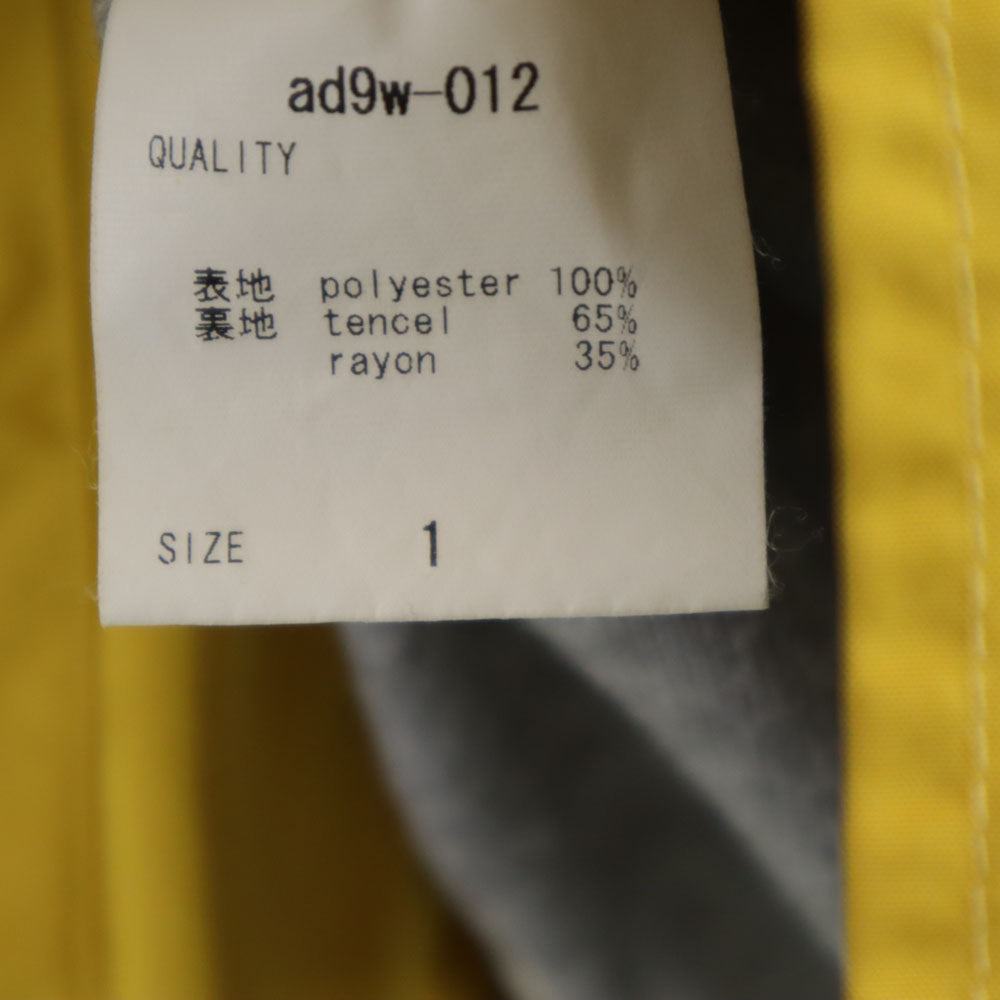 ad9w-012
QUALITY
表地 polyester 100%
裏地 tencel 65%
rayon 35%
SIZE 1